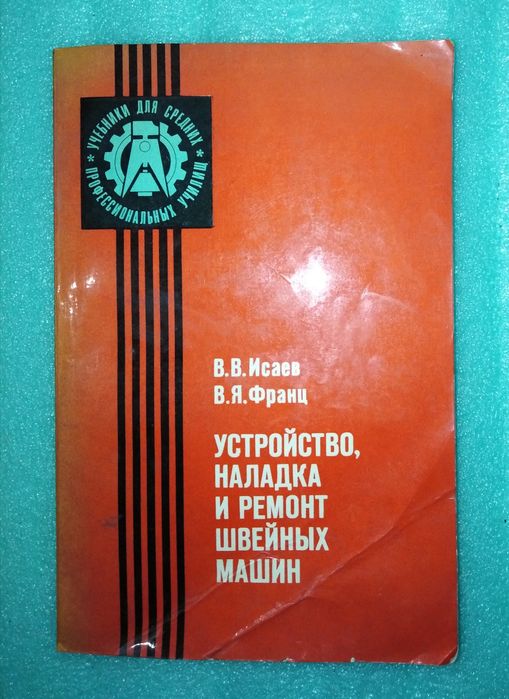 * УЧЕБНИКИ ДЛЯ СРЕДНИХ *
ПРОФЕССИОНАЛЬНЫХ УЧИЛИЩ
В.В.Исаев
В.Я.Франц
УСТРОЙСТВО,
НАЛАДКА
И РЕМОНТ
ШВЕЙНЫХ
МАШИН